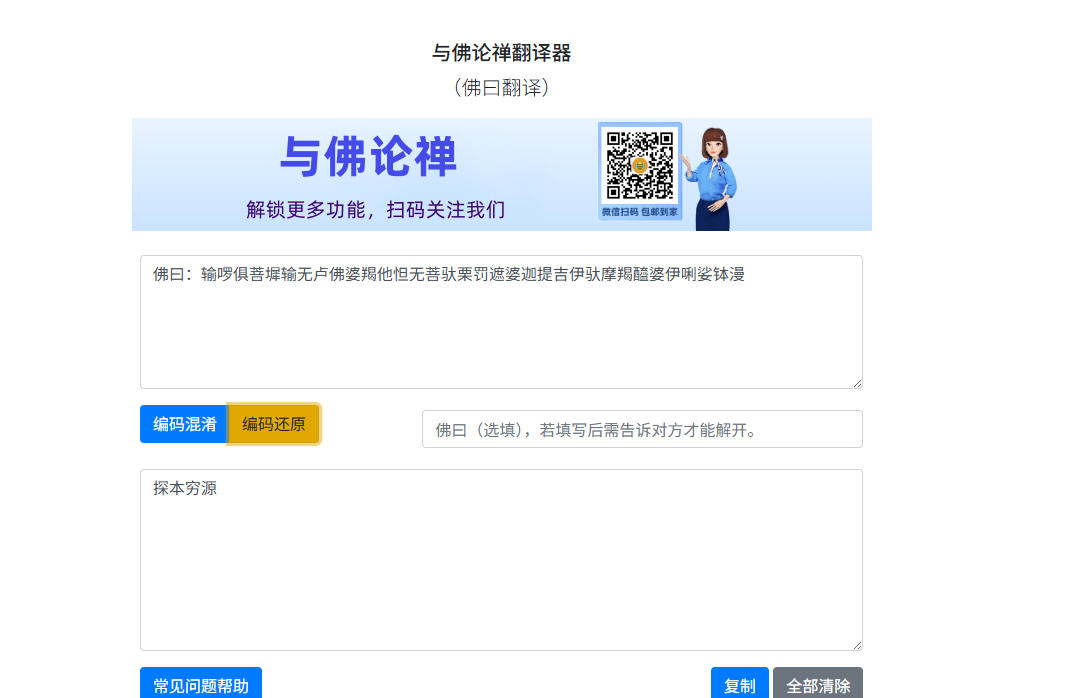 与佛论禅翻译器
（佛曰翻译）
与佛论禅
解锁更多功能，扫码关注我们
微信扫码 包邮到家
佛曰：输啰俱菩墀输无卢佛婆羯他怛无菩驮栗罚遮婆迦提吉伊驮摩羯醯婆伊唎娑钵漫
编码混淆
编码还原
佛曰（选填），若填写后需告诉对方才能解开。
探本穷源
常见问题帮助
复制
全部清除